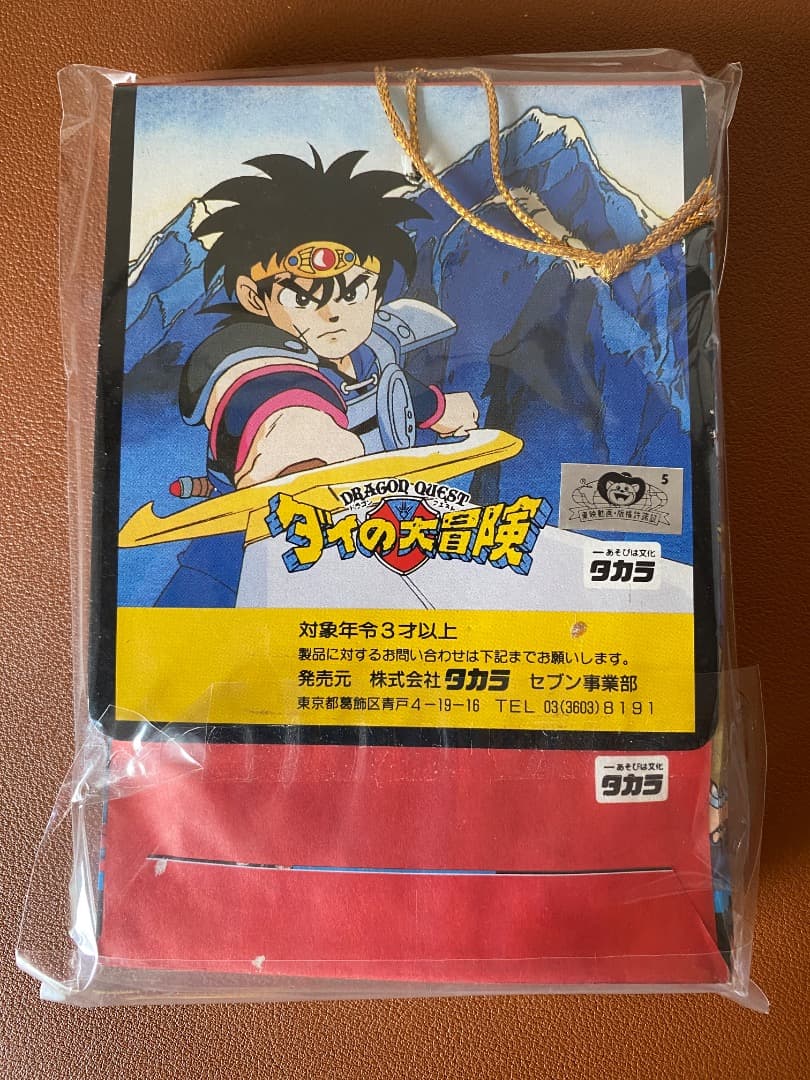 DRAGON QUEST
ドラゴン クエスト
ダイの大冒険
5
東映動画・版権許諾証
ーあそびは文化
タカラ
対象年令3才以上
製品に対するお問い合わせは下記までお願いします。
発売元 株式会社タカラ セブン事業部
東京都葛飾区青戸4-19-16 TEL 03(3603)8191
ーあそびは文化
タカラ